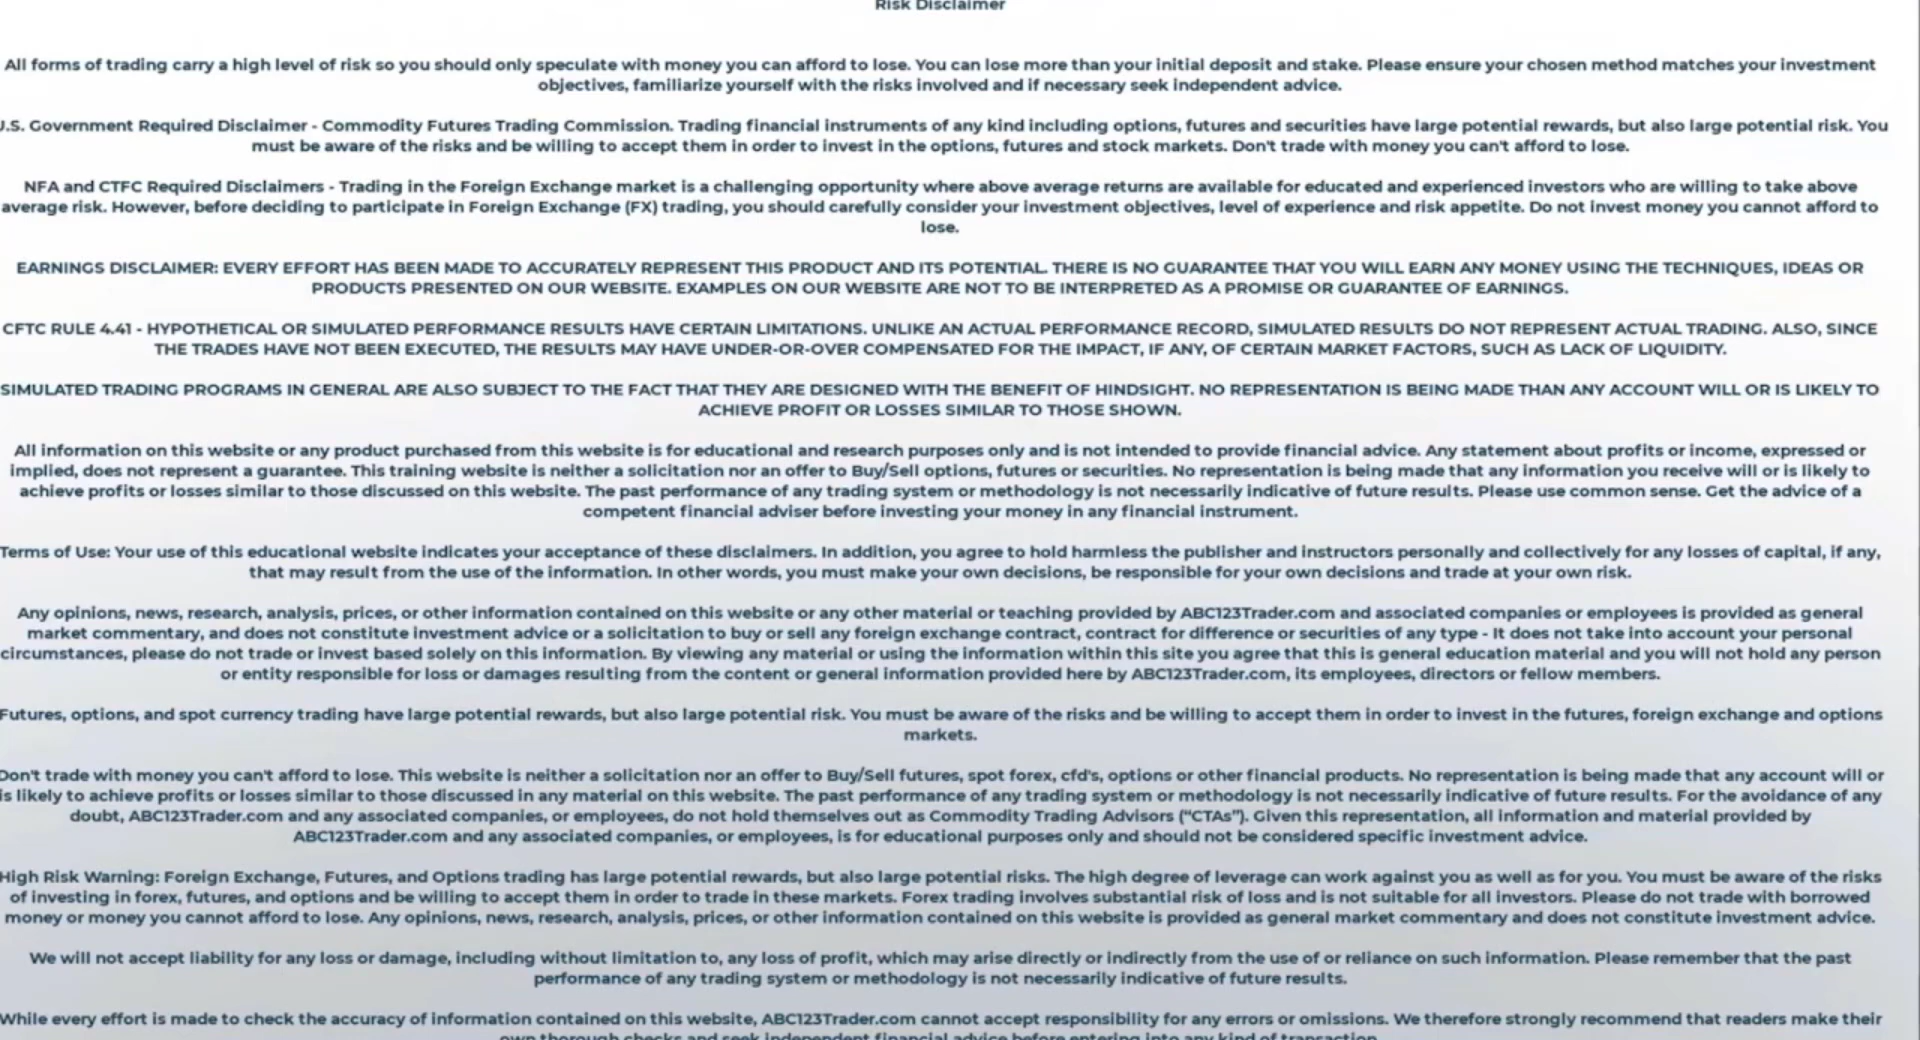 Risk Disclaimer
All forms of trading carry a high level of risk so you should only speculate with money you can afford to lose. You can lose more than your initial deposit and stake. Please ensure your chosen method matches your investment
objectives, familiarize yourself with the risks involved and if necessary seek independent advice.
U.S. Government Required Disclaimer - Commodity Futures Trading Commission. Trading financial instruments of any kind including options, futures and securities have large potential rewards, but also large potential risk. You
must be aware of the risks and be willing to accept them in order to invest in the options, futures and stock markets. Don't trade with money you can't afford to lose.
NFA and CTFC Required Disclaimers - Trading in the Foreign Exchange market is a challenging opportunity where above average returns are available for educated and experienced investors who are willing to take above
average risk. However, before deciding to participate in Foreign Exchange (FX) trading, you should carefully consider your investment objectives, level of experience and risk appetite. Do not invest money you cannot afford to
lose.
EARNINGS DISCLAIMER: EVERY EFFORT HAS BEEN MADE TO ACCURATELY REPRESENT THIS PRODUCT AND ITS POTENTIAL. THERE IS NO GUARANTEE THAT YOU WILL EARN ANY MONEY USING THE TECHNIQUES, IDEAS OR
PRODUCTS PRESENTED ON OUR WEBSITE. EXAMPLES ON OUR WEBSITE ARE NOT TO BE INTERPRETED AS A PROMISE OR GUARANTEE OF EARNINGS.
CFTC RULE 4.41 - HYPOTHETICAL OR SIMULATED PERFORMANCE RESULTS HAVE CERTAIN LIMITATIONS. UNLIKE AN ACTUAL PERFORMANCE RECORD, SIMULATED RESULTS DO NOT REPRESENT ACTUAL TRADING. ALSO, SINCE
THE TRADES HAVE NOT BEEN EXECUTED, THE RESULTS MAY HAVE UNDER-OR-OVER COMPENSATED FOR THE IMPACT, IF ANY, OF CERTAIN MARKET FACTORS, SUCH AS LACK OF LIQUIDITY.
SIMULATED TRADING PROGRAMS IN GENERAL ARE ALSO SUBJECT TO THE FACT THAT THEY ARE DESIGNED WITH THE BENEFIT OF HINDSIGHT. NO REPRESENTATION IS BEING MADE THAN ANY ACCOUNT WILL OR IS LIKELY TO
ACHIEVE PROFIT OR LOSSES SIMILAR TO THOSE SHOWN.
All information on this website or any product purchased from this website is for educational and research purposes only and is not intended to provide financial advice. Any statement about profits or income, expressed or
implied, does not represent a guarantee. This training website is neither a solicitation nor an offer to Buy/Sell options, futures or securities. No representation is being made that any information you receive will or is likely to
achieve profits or losses similar to those discussed on this website. The past performance of any trading system or methodology is not necessarily indicative of future results. Please use common sense. Get the advice of a
competent financial adviser before investing your money in any financial instrument.
Terms of Use: Your use of this educational website indicates your acceptance of these disclaimers. In addition, you agree to hold harmless the publisher and instructors personally and collectively for any losses of capital, if any,
that may result from the use of the information. In other words, you must make your own decisions, be responsible for your own decisions and trade at your own risk.
Any opinions, news, research, analysis, prices, or other information contained on this website or any other material or teaching provided by ABC123Trader.com and associated companies or employees is provided as general
market commentary, and does not constitute investment advice or a solicitation to buy or sell any foreign exchange contract, contract for difference or securities of any type - It does not take into account your personal
circumstances, please do not trade or invest based solely on this information. By viewing any material or using the information within this site you agree that this is general education material and you will not hold any person
or entity responsible for loss or damages resulting from the content or general information provided here by ABC123Trader.com, its employees, directors or fellow members.
Futures, options, and spot currency trading have large potential rewards, but also large potential risk. You must be aware of the risks and be willing to accept them in order to invest in the futures, foreign exchange and options
markets.
Don't trade with money you can't afford to lose. This website is neither a solicitation nor an offer to Buy/Sell futures, spot forex, cfd's, options or other financial products. No representation is being made that any account will or
is likely to achieve profits or losses similar to those discussed in any material on this website. The past performance of any trading system or methodology is not necessarily indicative of future results. For the avoidance of any
doubt, ABC123Trader.com and any associated companies, or employees, do not hold themselves out as Commodity Trading Advisors (“CTAs”). Given this representation, all information and material provided by
ABC123Trader.com and any associated companies, or employees, is for educational purposes only and should not be considered specific investment advice.
High Risk Warning: Foreign Exchange, Futures, and Options trading has large potential rewards, but also large potential risks. The high degree of leverage can work against you as well as for you. You must be aware of the risks
of investing in forex, futures, and options and be willing to accept them in order to trade in these markets. Forex trading involves substantial risk of loss and is not suitable for all investors. Please do not trade with borrowed
money or money you cannot afford to lose. Any opinions, news, research, analysis, prices, or other information contained on this website is provided as general market commentary and does not constitute investment advice.
We will not accept liability for any loss or damage, including without limitation to, any loss of profit, which may arise directly or indirectly from the use of or reliance on such information. Please remember that the past
performance of any trading system or methodology is not necessarily indicative of future results.
While every effort is made to check the accuracy of information contained on this website, ABC123Trader.com cannot accept responsibility for any errors or omissions. We therefore strongly recommend that readers make their
own thorough checks and seek independent financial advice before entering into any kind of transaction.